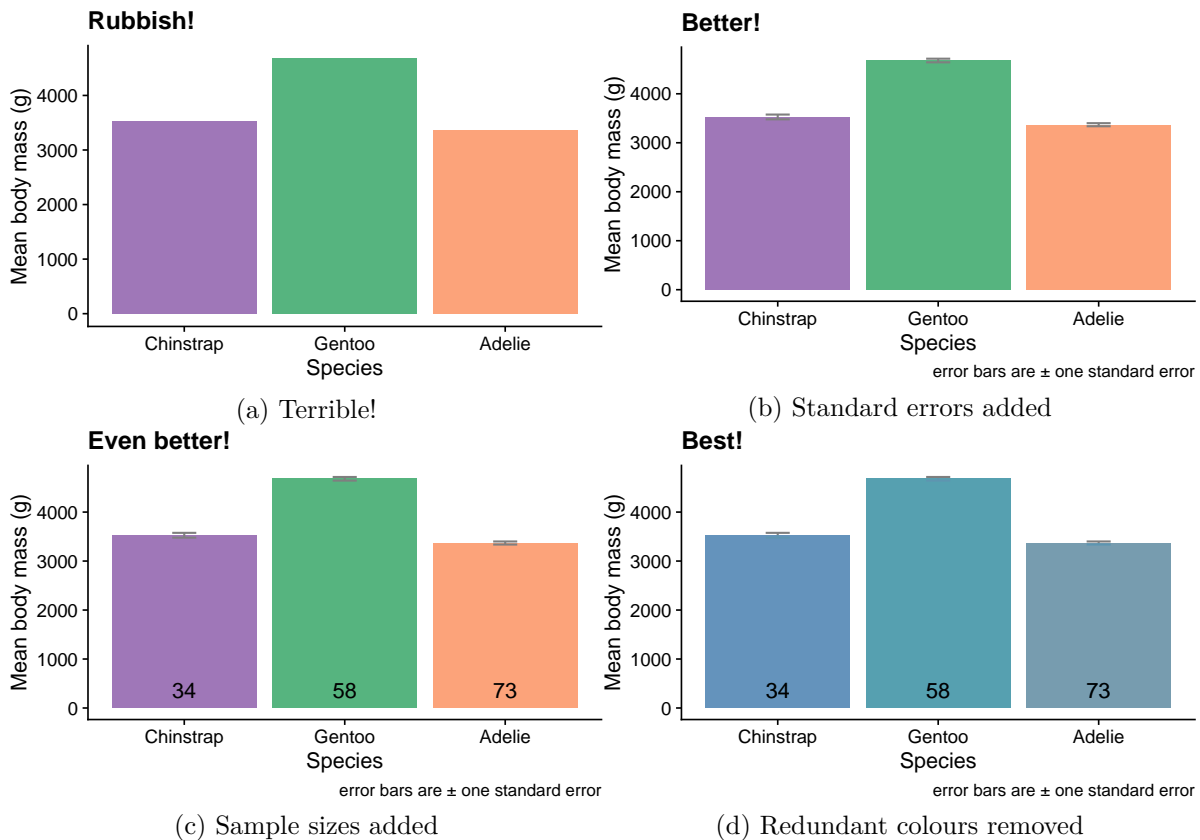 Rubbish!
Mean body mass (g)
4000
3000
2000
1000
0
Chinstrap Gentoo Adelie
Species
(a) Terrible!
Better!
Mean body mass (g)
4000
3000
2000
1000
0
Chinstrap Gentoo Adelie
Species
error bars are ± one standard error
(b) Standard errors added
Even better!
Mean body mass (g)
4000
3000
2000
1000
0
34 58 73
Chinstrap Gentoo Adelie
Species
error bars are ± one standard error
(c) Sample sizes added
Best!
Mean body mass (g)
4000
3000
2000
1000
0
34 58 73
Chinstrap Gentoo Adelie
Species
error bars are ± one standard error
(d) Redundant colours removed